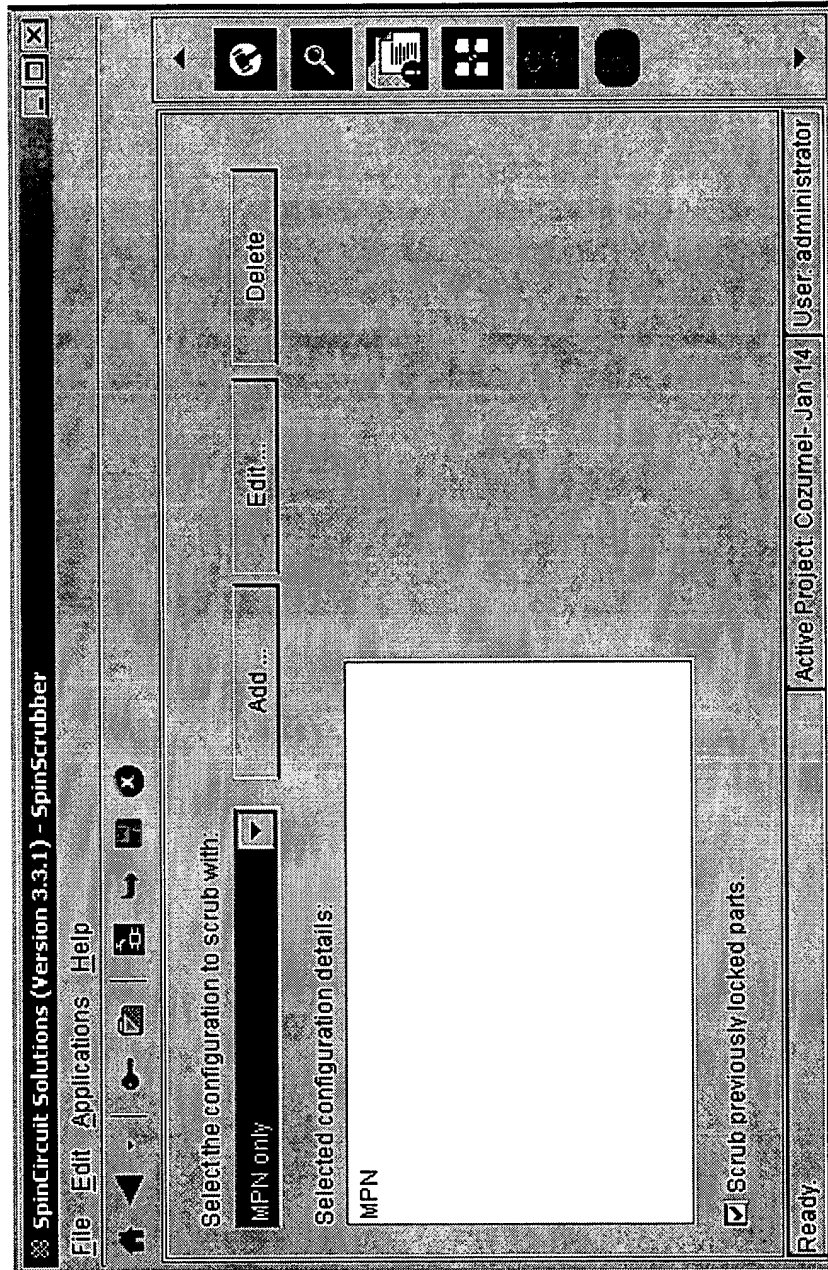 SpinCircuit Solutions (Version 3.3.1) - SpinScrubber
File Edit Applications Help
Select the configuration to scrub with:
MPN only Add ... Edit ... Delete
Selected configuration details:
MPN
Scrub previously locked parts.
Ready. Active Project: Cozumel- Jan 14 User: administrator